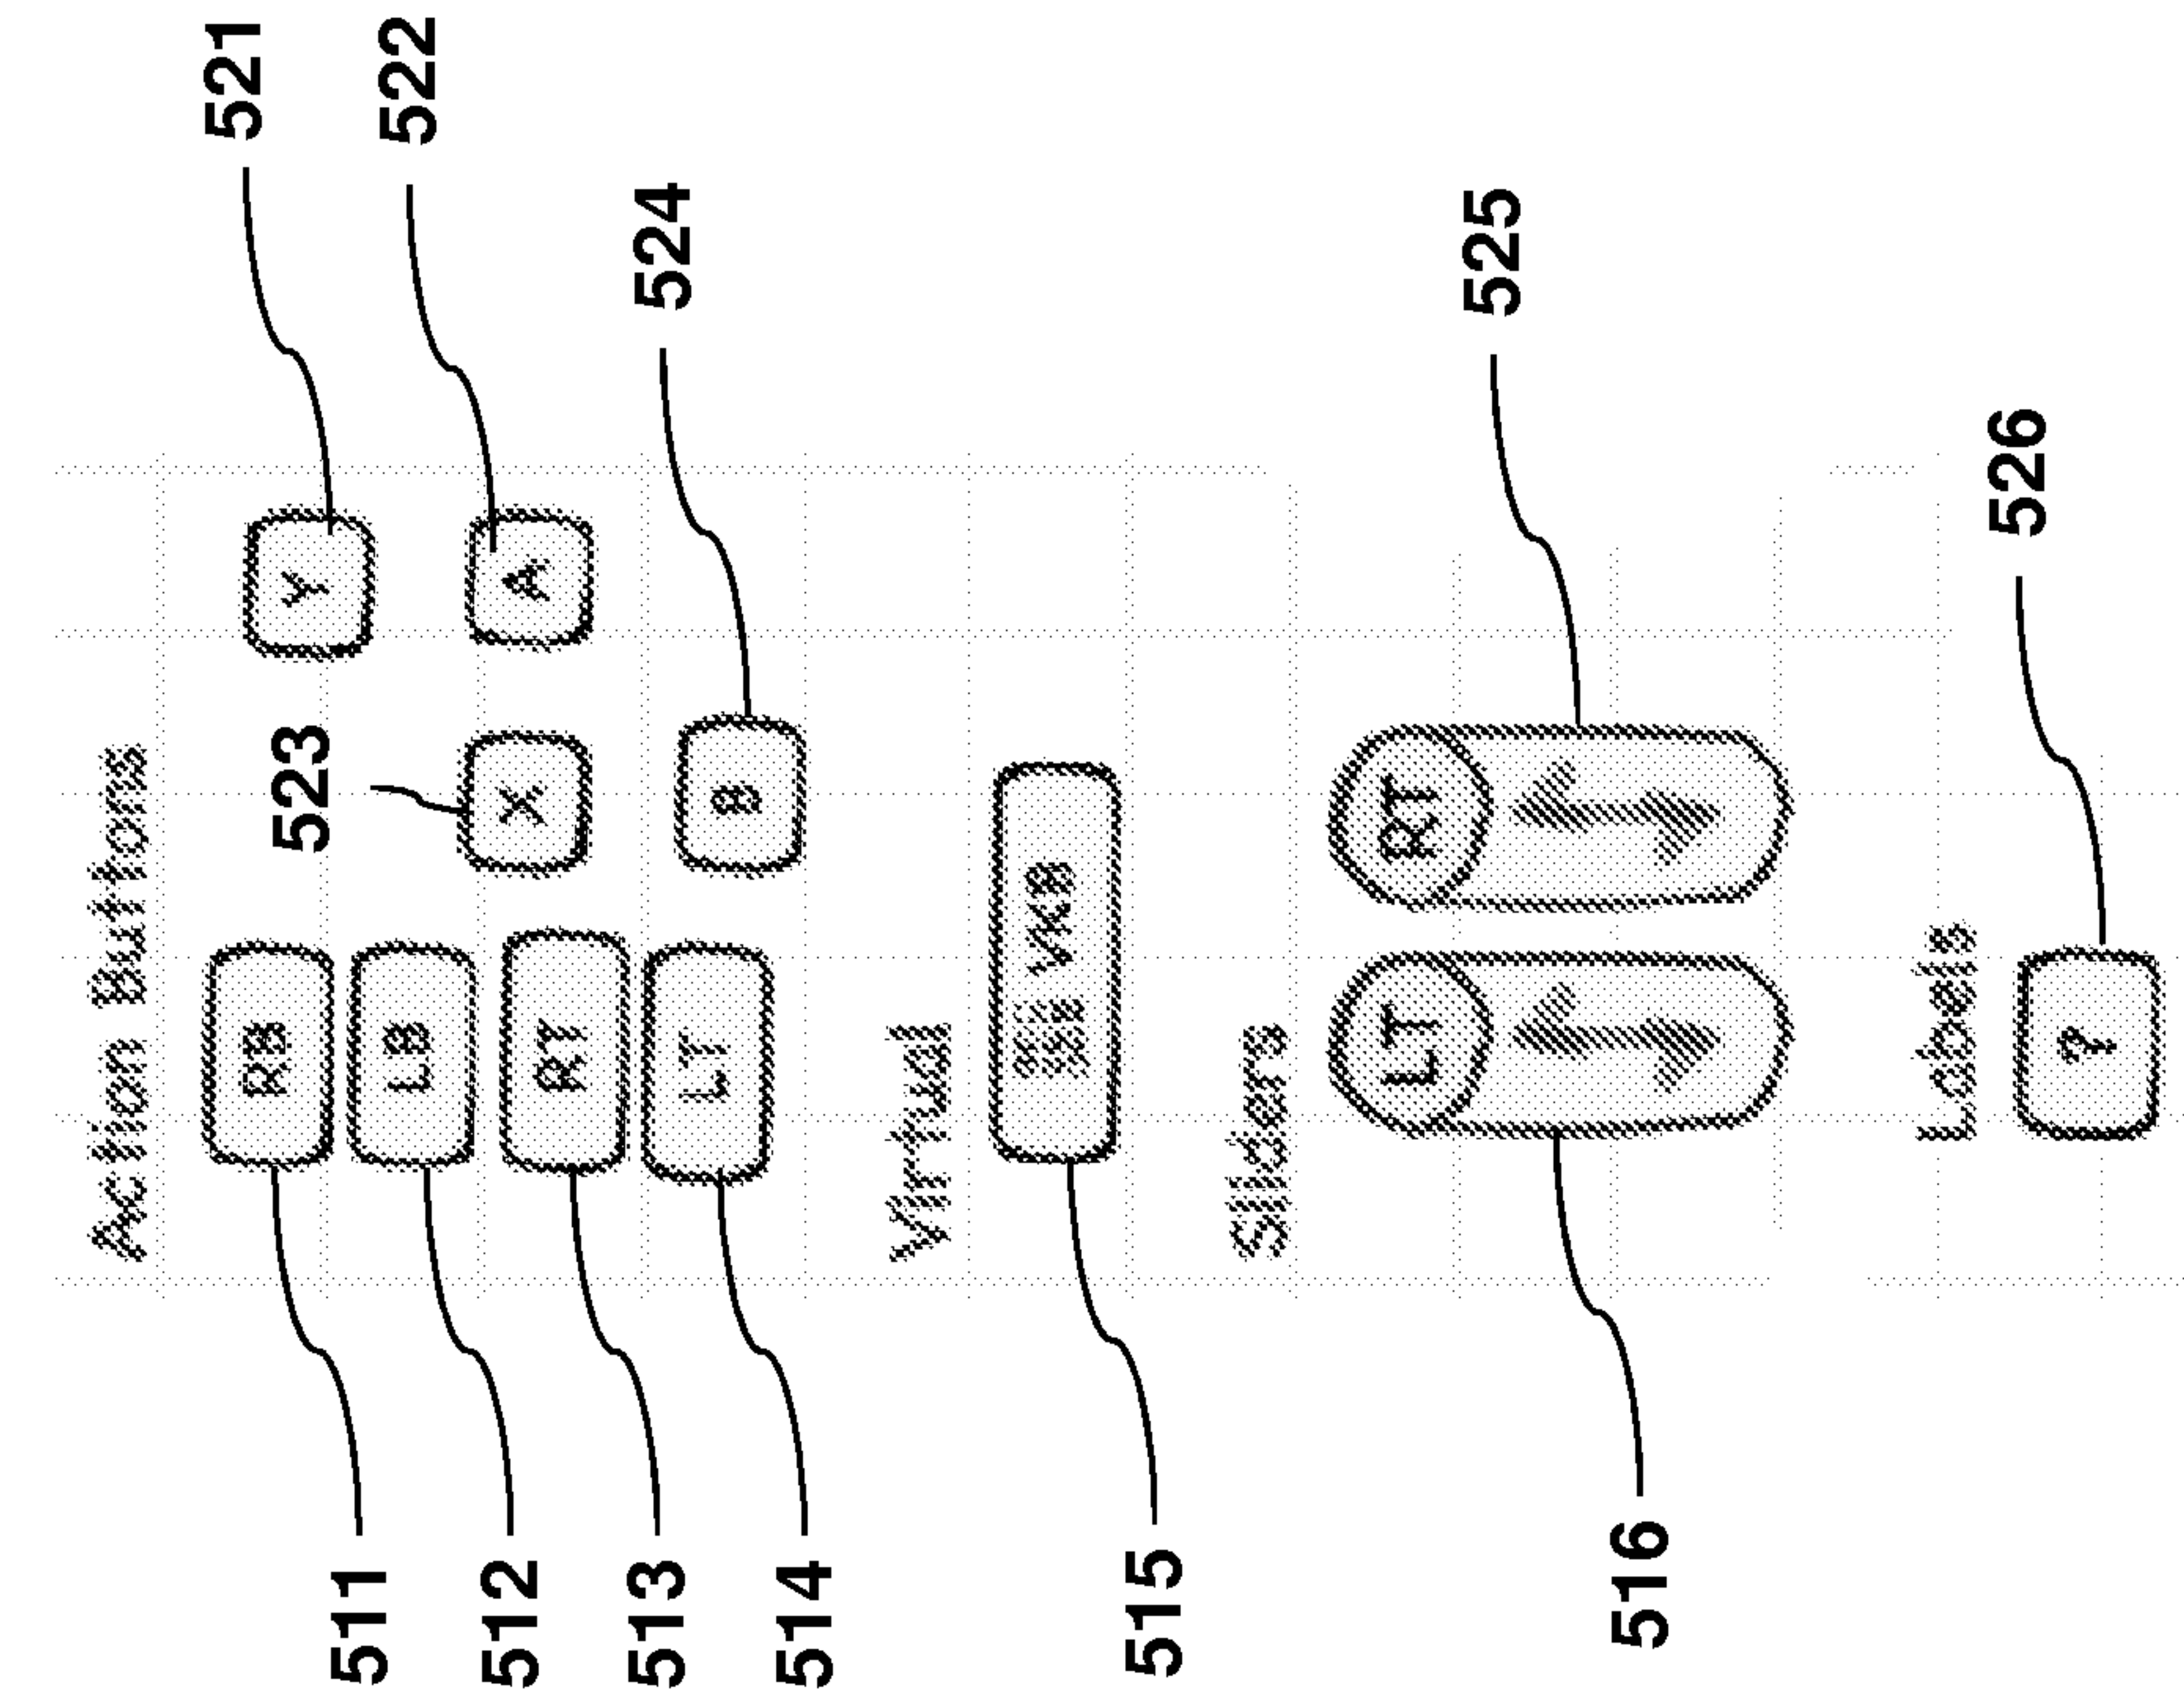 Action Buttons
521
RB
523
Y
511
LB
522
512
X
A
RT
513
524
LT
B
514
Virtual
VKB
515
Sliders
LT
RT
525
516
Labels
526
?